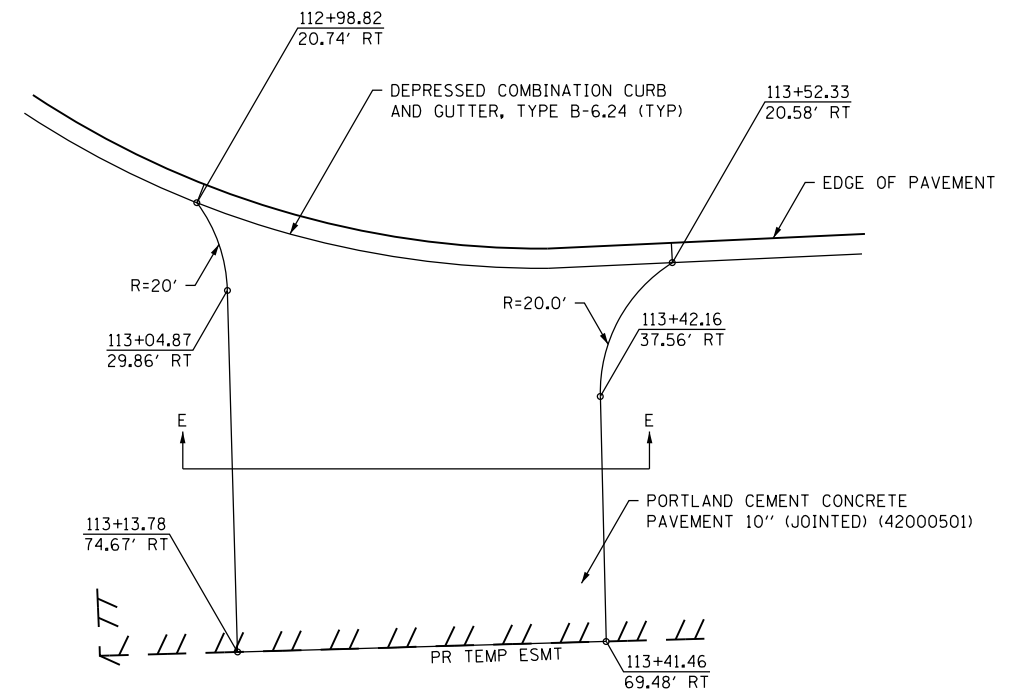 112+98.82
20.74' RT
DEPRESSED COMBINATION CURB
AND GUTTER, TYPE B-6.24 (TYP)
113+52.33
20.58' RT
EDGE OF PAVEMENT
R=20'
R=20.0'
113+04.87
29.86' RT
113+42.16
37.56' RT
E
E
PORTLAND CEMENT CONCRETE
PAVEMENT 10'' (JOINTED) (42000501)
113+13.78
74.67' RT
PR TEMP ESMT
113+41.46
69.48' RT